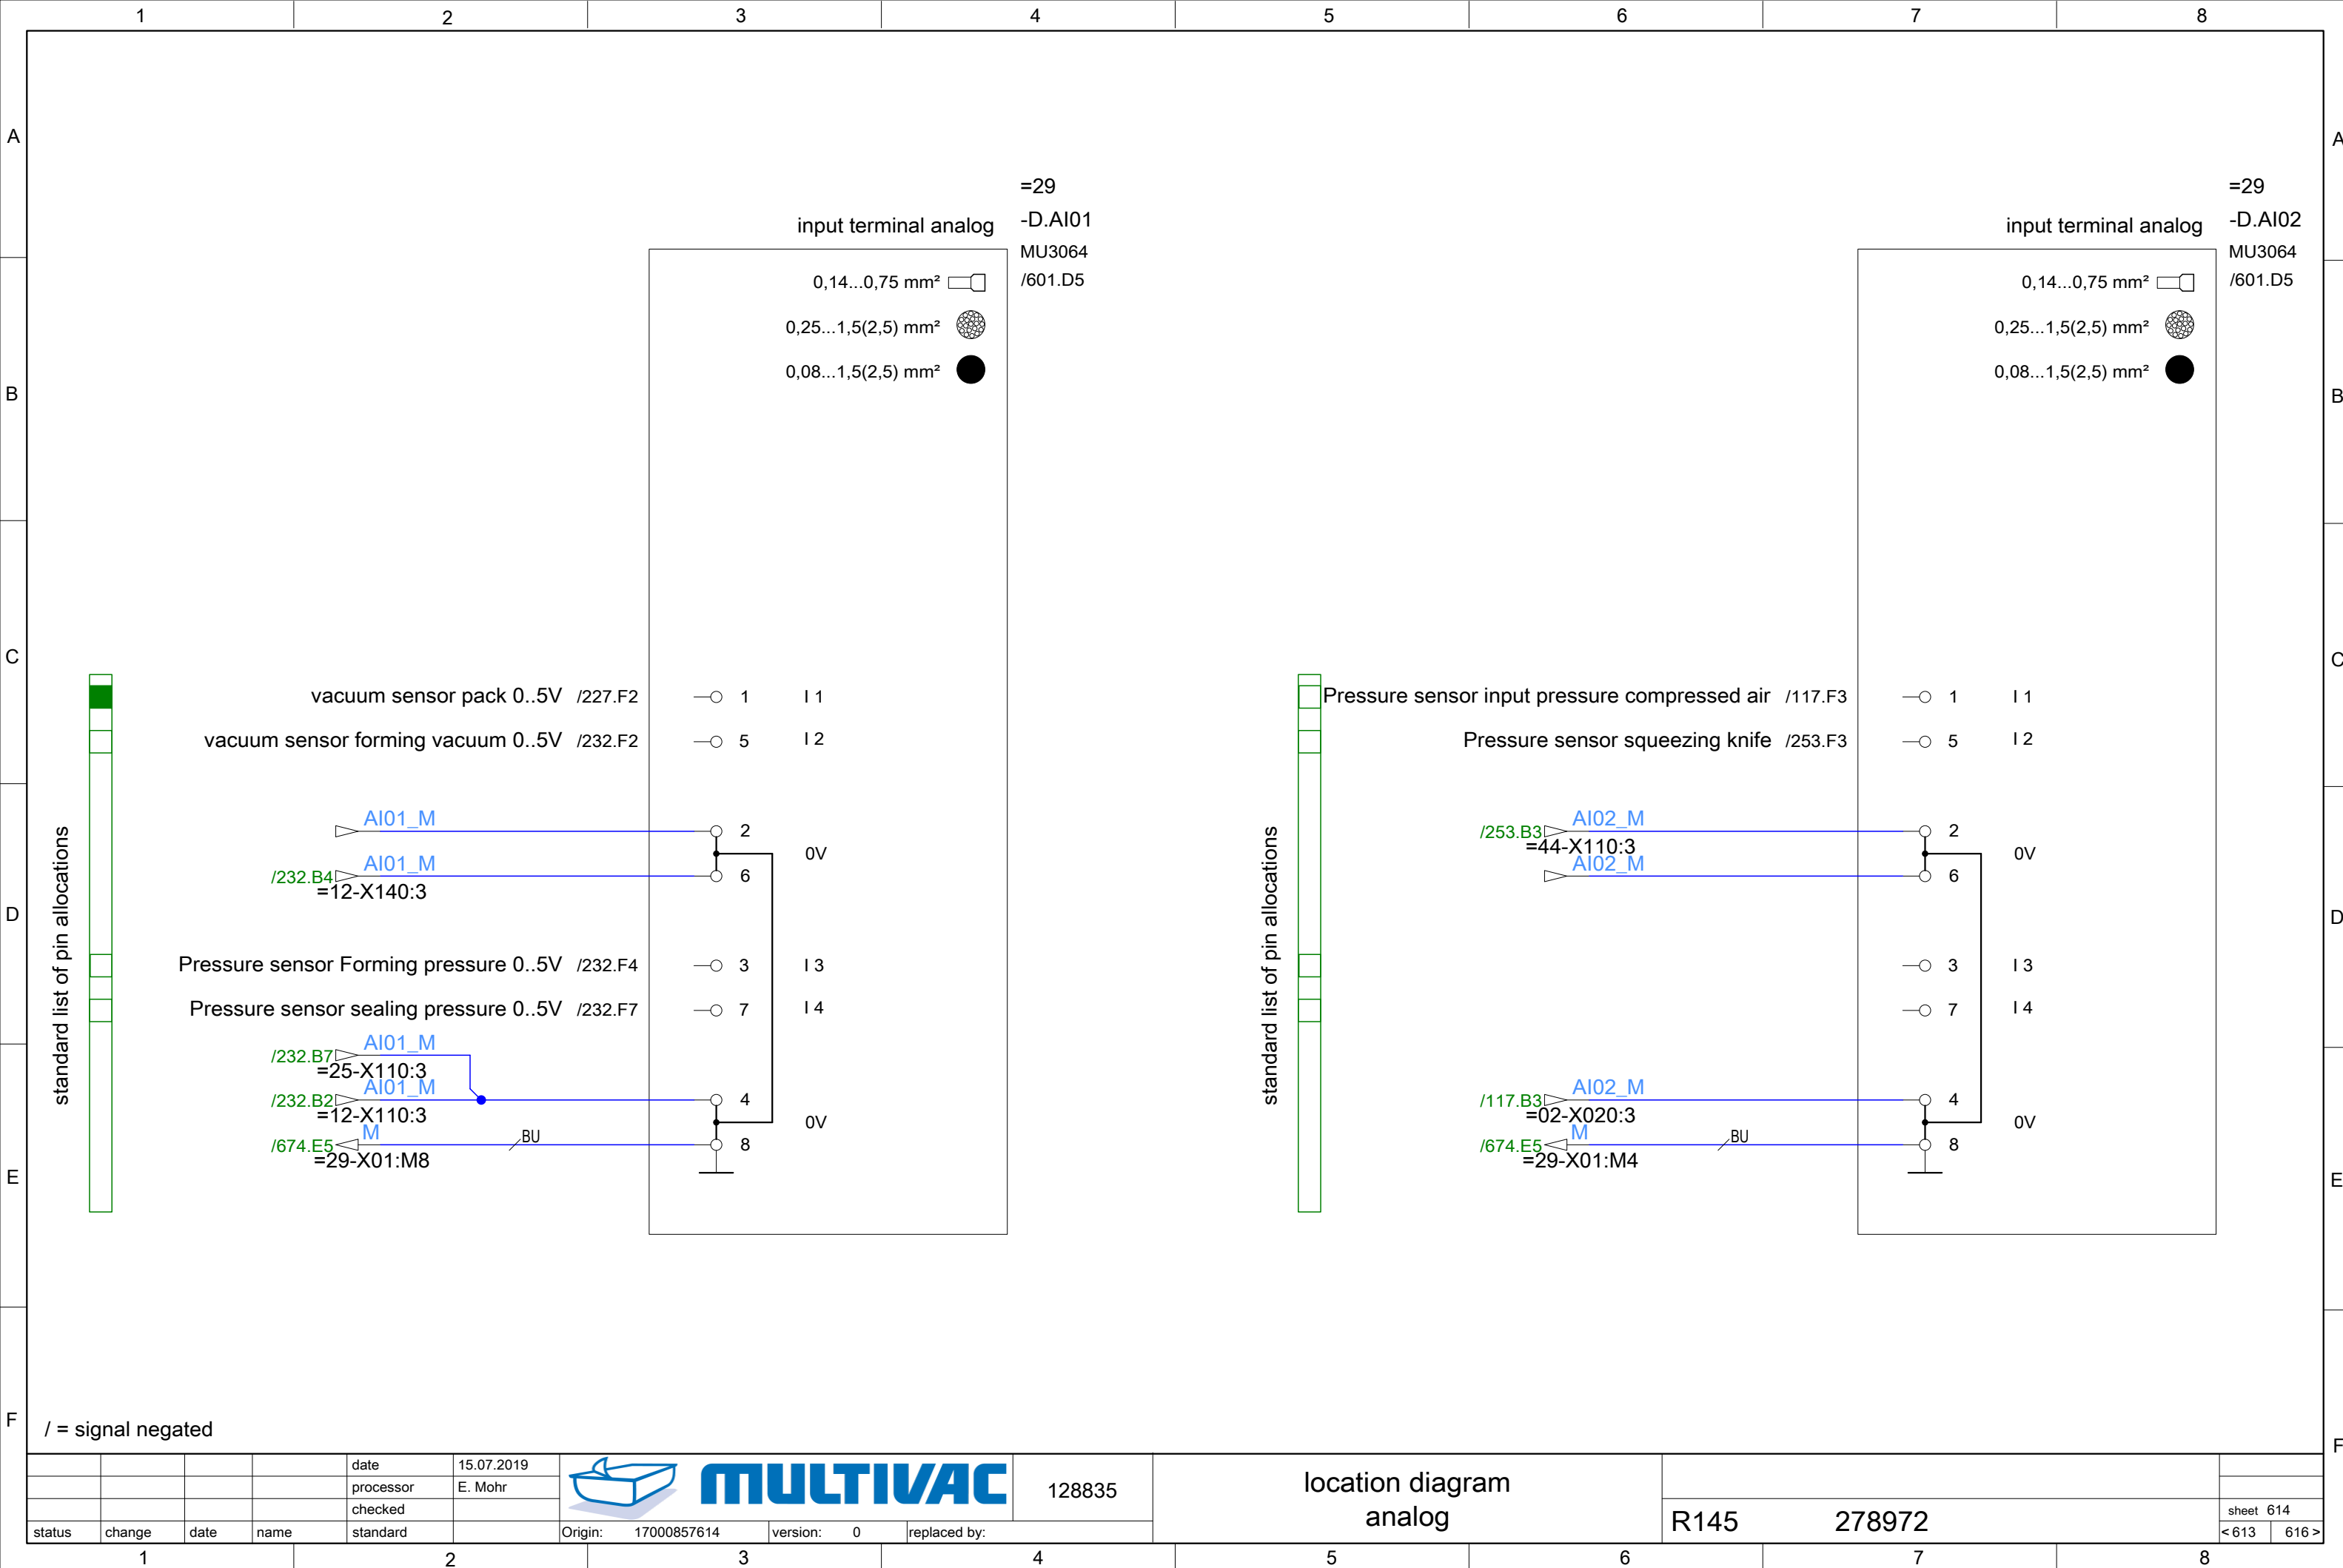 1 2 3 4 5 6 7 8
A A
B B
C C
D D
E E
F F
=29
-D.AI01
MU3064
/601.D5
input terminal analog
0,14...0,75 mm²
0,25...1,5(2,5) mm²
0,08...1,5(2,5) mm²
standard list of pin allocations
vacuum sensor pack 0..5V /227.F2 1 I 1
vacuum sensor forming vacuum 0..5V /232.F2 5 I 2
AI01_M 2
0V
/232.B4 AI01_M 6
=12-X140:3
Pressure sensor Forming pressure 0..5V /232.F4 3 I 3
Pressure sensor sealing pressure 0..5V /232.F7 7 I 4
/232.B7 AI01_M
=25-X110:3
/232.B2 AI01_M 4
=12-X110:3
0V
/674.E5 M BU 8
=29-X01:M8
=29
-D.AI02
MU3064
/601.D5
input terminal analog
0,14...0,75 mm²
0,25...1,5(2,5) mm²
0,08...1,5(2,5) mm²
standard list of pin allocations
Pressure sensor input pressure compressed air /117.F3 1 I 1
Pressure sensor squeezing knife /253.F3 5 I 2
/253.B3 AI02_M 2
=44-X110:3
0V
AI02_M 6
3 I 3
7 I 4
/117.B3 AI02_M 4
=02-X020:3
0V
/674.E5 M BU 8
=29-X01:M4
/ = signal negated
date 15.07.2019
processor E. Mohr
checked
status change date name standard
MULTIVAC
128835
Origin: 17000857614 version: 0 replaced by:
location diagram
analog
R145 278972
sheet 614
< 613 616 >
1 2 3 4 5 6 7 8